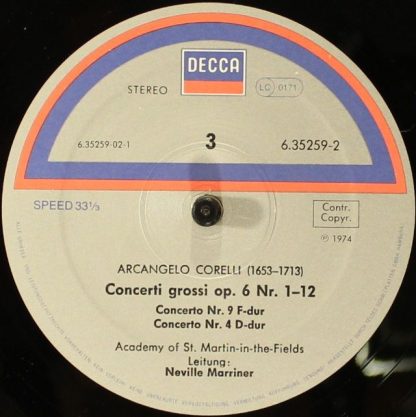 DECCA
STEREO
LC 0171
6.35259-02-1
3
6.35259-2
SPEED 33⅓
Contr.
Copyr.
℗ 1974
ARCANGELO CORELLI (1653–1713)
Concerti grossi op. 6 Nr. 1–12
Concerto Nr. 9 F-dur
Concerto Nr. 4 D-dur
Academy of St. Martin-in-the-Fields
Leitung:
Neville Marriner